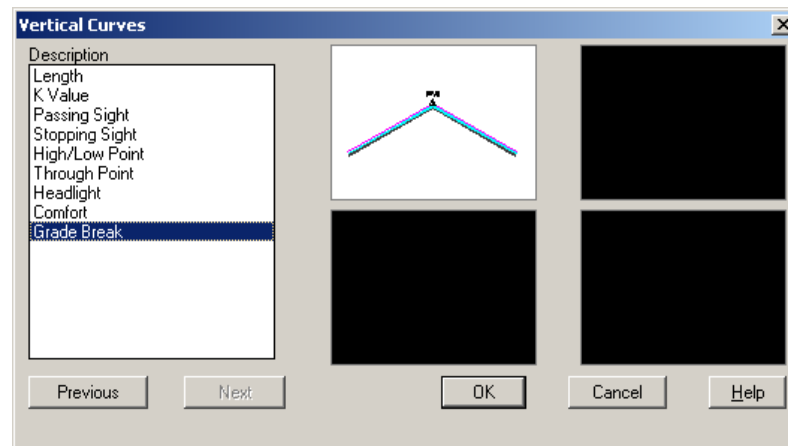 Vertical Curves
Description
Length
K Value
Passing Sight
Stopping Sight
High/Low Point
Through Point
Headlight
Comfort
Grade Break
Previous
Next
OK
Cancel
Help